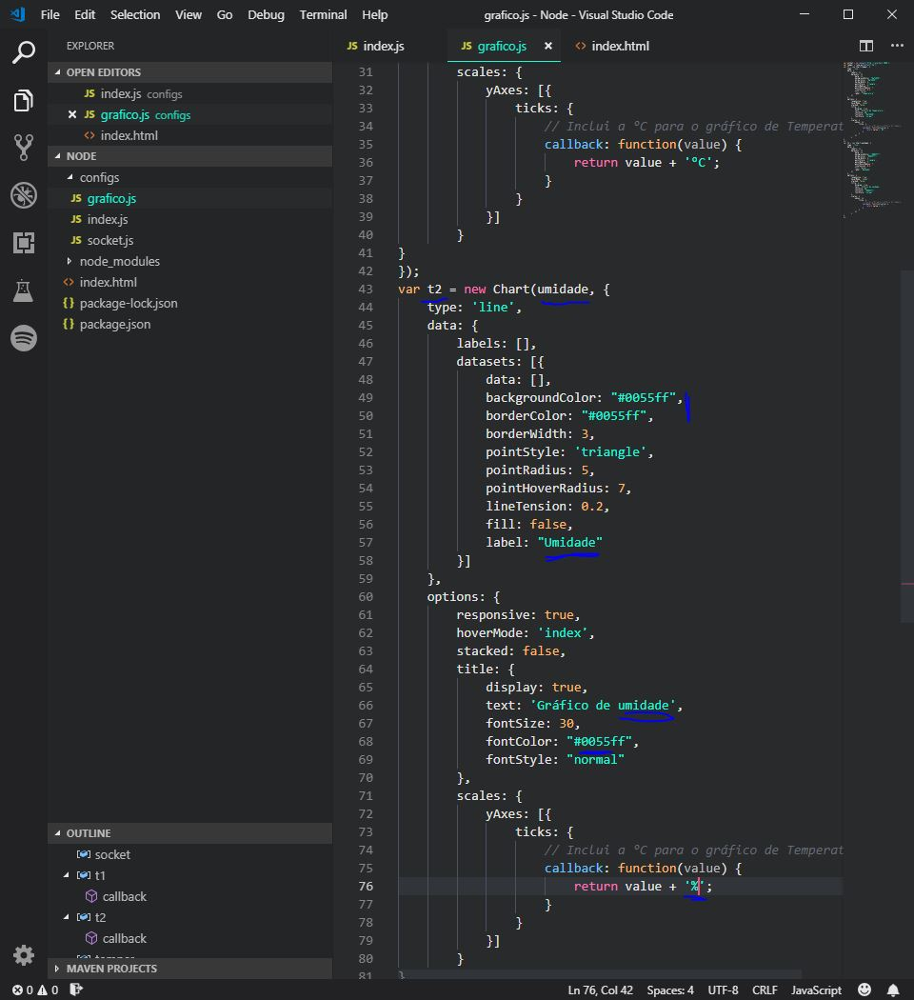 File Edit Selection View Go Debug Terminal Help grafico.js - Node - Visual Studio Code
EXPLORER
OPEN EDITORS
JS index.js configs
JS grafico.js configs
<> index.html
NODE
configs
JS grafico.js
JS index.js
JS socket.js
node_modules
<> index.html
{} package-lock.json
{} package.json
OUTLINE
socket
t1
callback
t2
callback
MAVEN PROJECTS
JS index.js JS grafico.js <> index.html
31 scales: {
32 yAxes: [{
33 ticks: {
34 // Inclui a °C para o gráfico de Temperat
35 callback: function(value) {
36 return value + '°C';
37 }
38 }
39 }]
40 }
41 }
42 });
43 var t2 = new Chart(umidade, {
44 type: 'line',
45 data: {
46 labels: [],
47 datasets: [{
48 data: [],
49 backgroundColor: "#0055ff",
50 borderColor: "#0055ff",
51 borderWidth: 3,
52 pointStyle: 'triangle',
53 pointRadius: 5,
54 pointHoverRadius: 7,
55 lineTension: 0.2,
56 fill: false,
57 label: "Umidade"
58 }]
59 },
60 options: {
61 responsive: true,
62 hoverMode: 'index',
63 stacked: false,
64 title: {
65 display: true,
66 text: 'Gráfico de umidade',
67 fontSize: 30,
68 fontColor: "#0055ff",
69 fontStyle: "normal"
70 },
71 scales: {
72 yAxes: [{
73 ticks: {
74 // Inclui a °C para o gráfico de Temperat
75 callback: function(value) {
76 return value + '%';
77 }
78 }
79 }]
80 }
81 }
0 0 Ln 76, Col 42 Spaces: 4 UTF-8 CRLF JavaScript